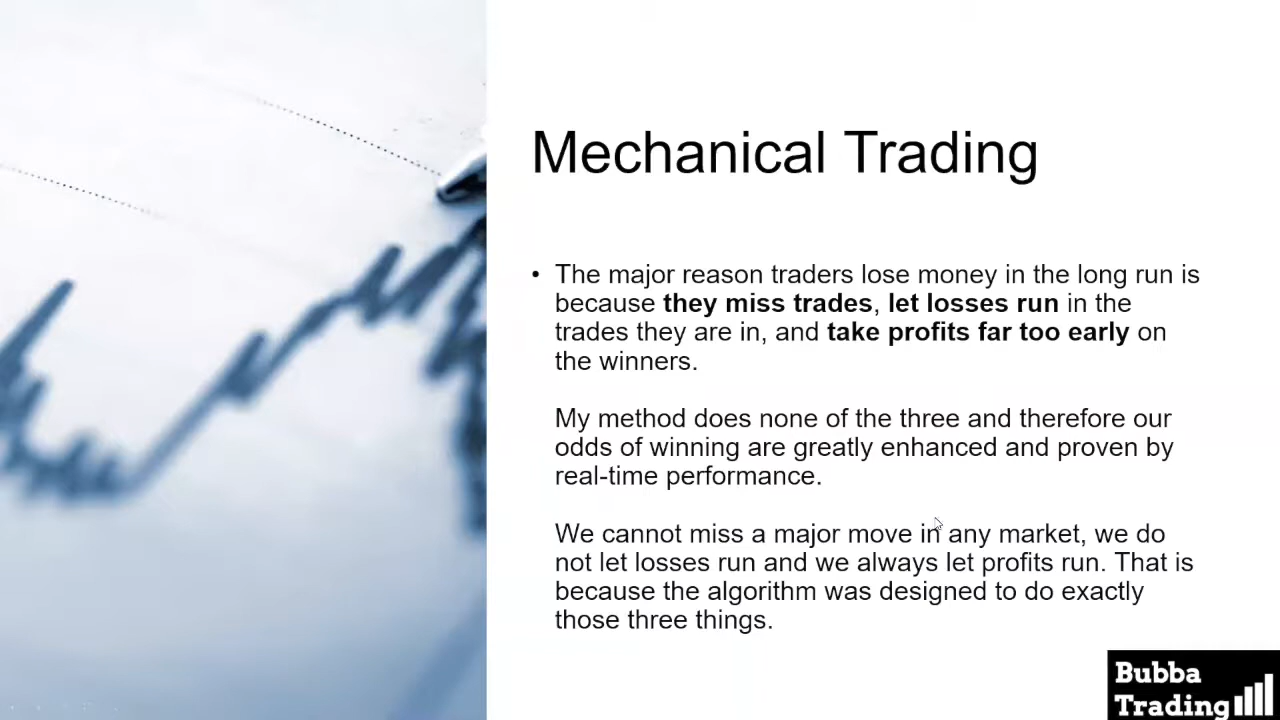 Mechanical Trading
• The major reason traders lose money in the long run is
because they miss trades, let losses run in the
trades they are in, and take profits far too early on
the winners.
My method does none of the three and therefore our
odds of winning are greatly enhanced and proven by
real-time performance.
We cannot miss a major move in any market, we do
not let losses run and we always let profits run. That is
because the algorithm was designed to do exactly
those three things.
Bubba
Trading